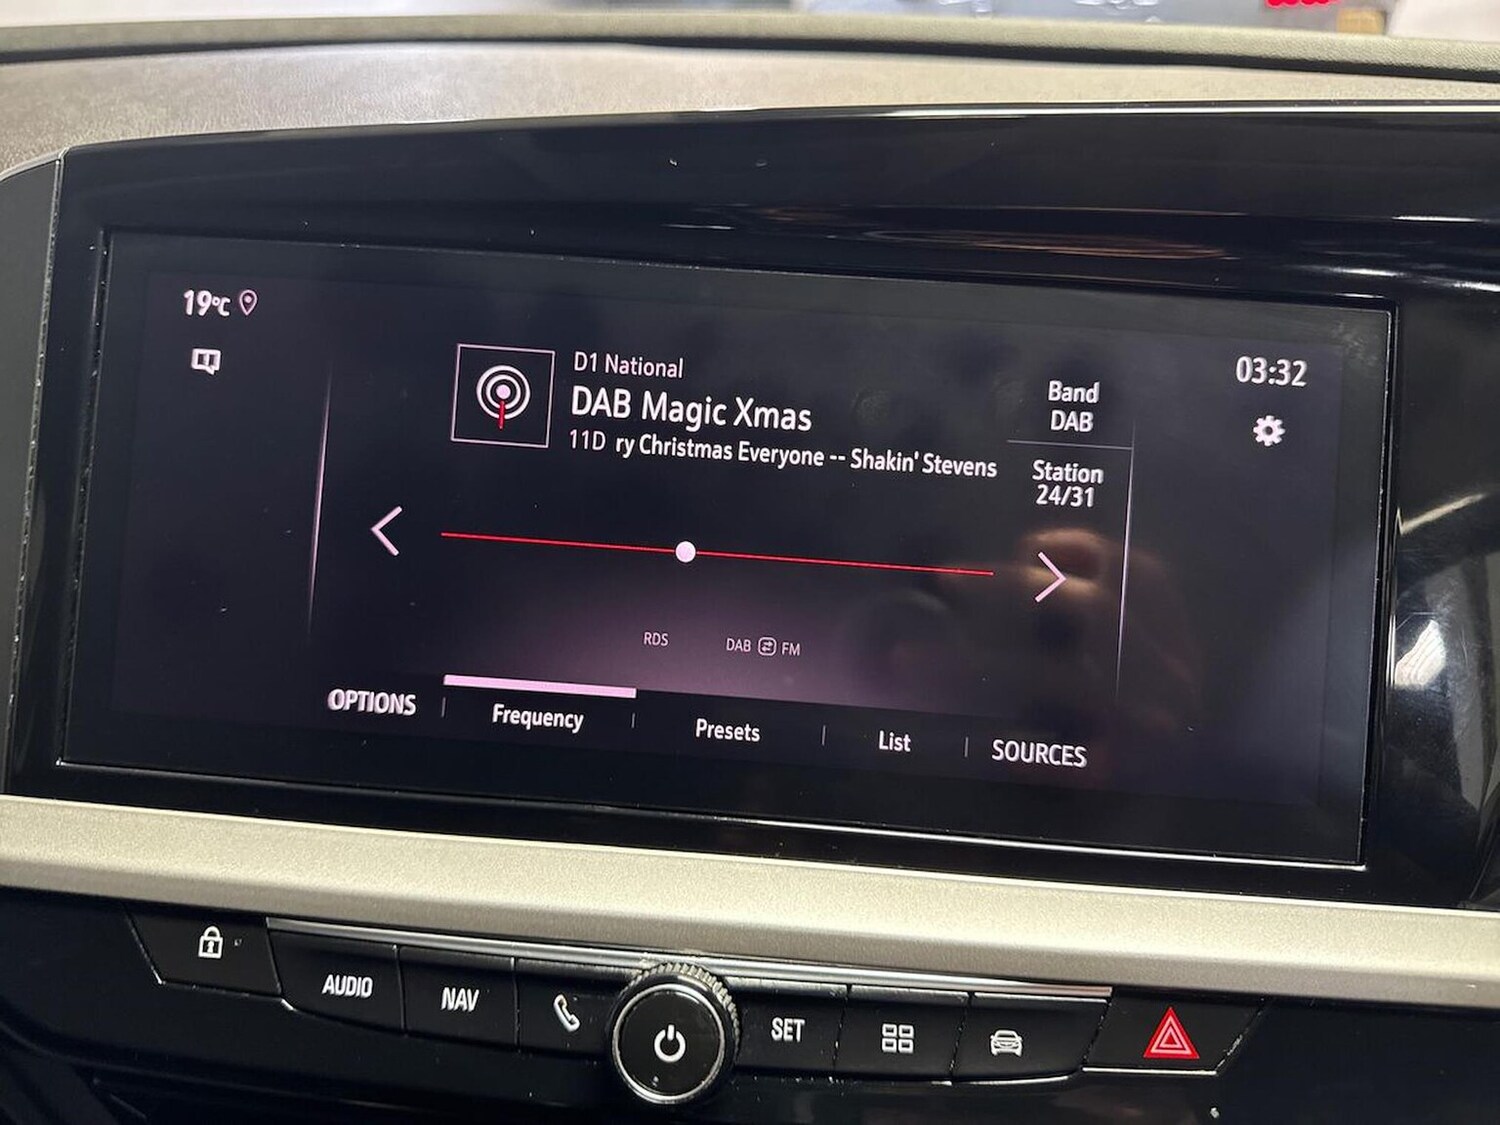 19°C
03:32
D1 National
DAB Magic Xmas
11D ry Christmas Everyone -- Shakin' Stevens
Band
DAB
Station
24/31
RDS
DAB FM
OPTIONS
Frequency
Presets
List
SOURCES
AUDIO
NAV
SET